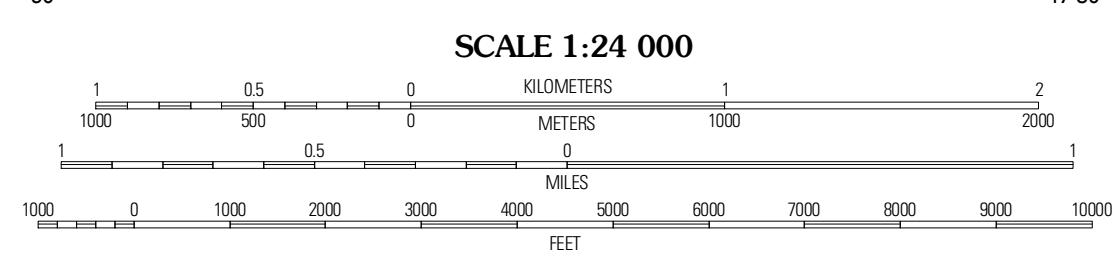 SCALE 1:24 000
1 0.5 0 KILOMETERS 1 2
1000 500 0 METERS 1000 2000
1 0.5 0 1
MILES
1000 0 1000 2000 3000 4000 5000 6000 7000 8000 9000 10000
FEET